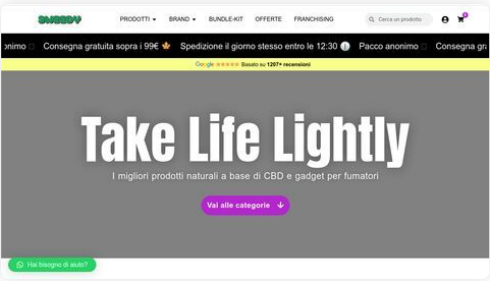 SWEEDY
PRODOTTI BRAND BUNDLE-KIT OFFERTE FRANCHISING Cerca un prodotto 0
onimo Consegna gratuita sopra i 99€ Spedizione il giorno stesso entro le 12:30 Pacco anonimo Consegna gra
Google ★★★★★ Basato su 1207+ recensioni
Take Life Lightly
I migliori prodotti naturali a base di CBD e gadget per fumatori
Vai alle categorie
Hai bisogno di aiuto?